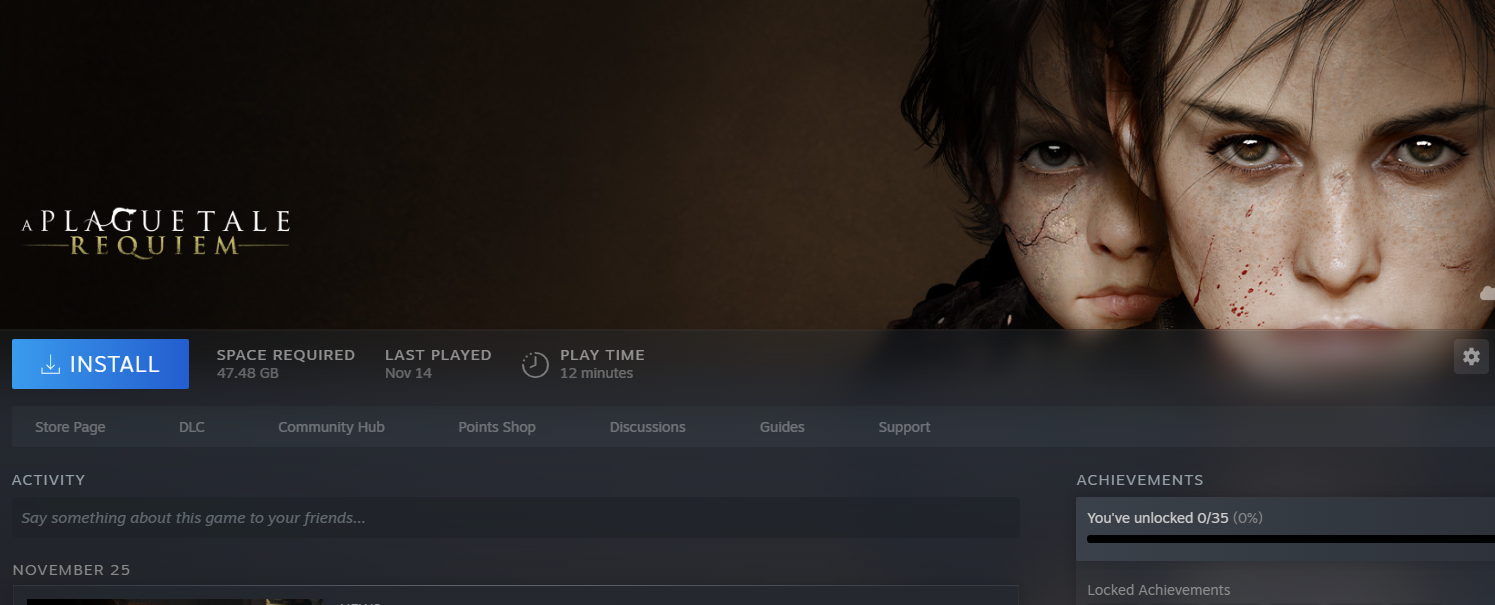 A PLAGUE TALE
REQUIEM
INSTALL
SPACE REQUIRED
47.48 GB
LAST PLAYED
Nov 14
PLAY TIME
12 minutes
Store Page
DLC
Community Hub
Points Shop
Discussions
Guides
Support
ACTIVITY
Say something about this game to your friends...
NOVEMBER 25
ACHIEVEMENTS
You've unlocked 0/35 (0%)
Locked Achievements